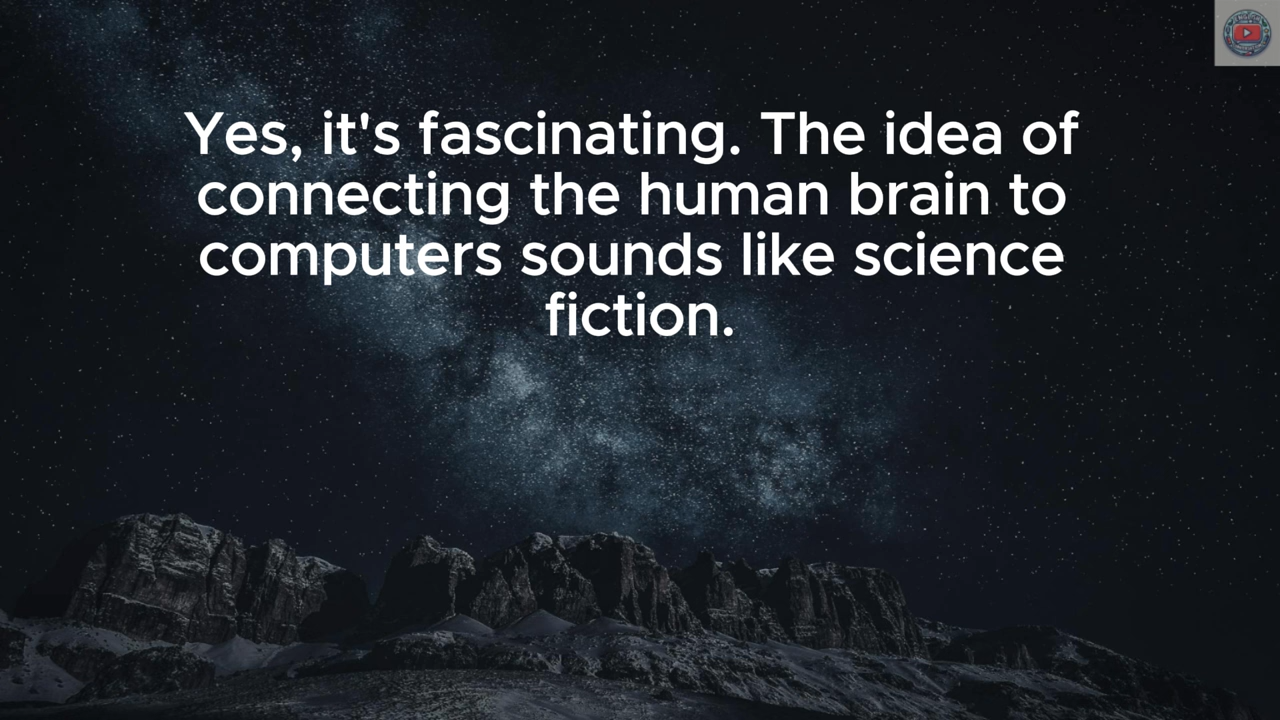 Yes, it's fascinating. The idea of
connecting the human brain to
computers sounds like science
fiction.